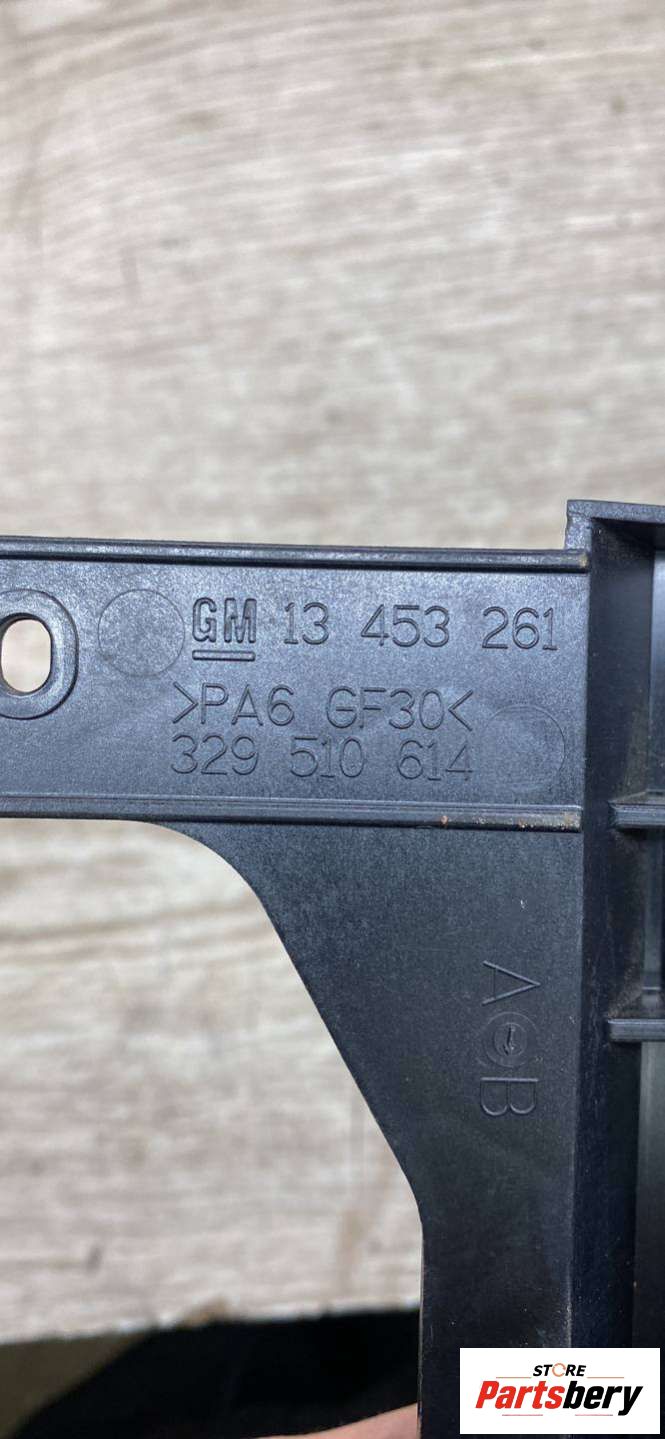 GM 13 453 261
>PA6 GF30<
329 510 614
A B
STORE
Partsbery